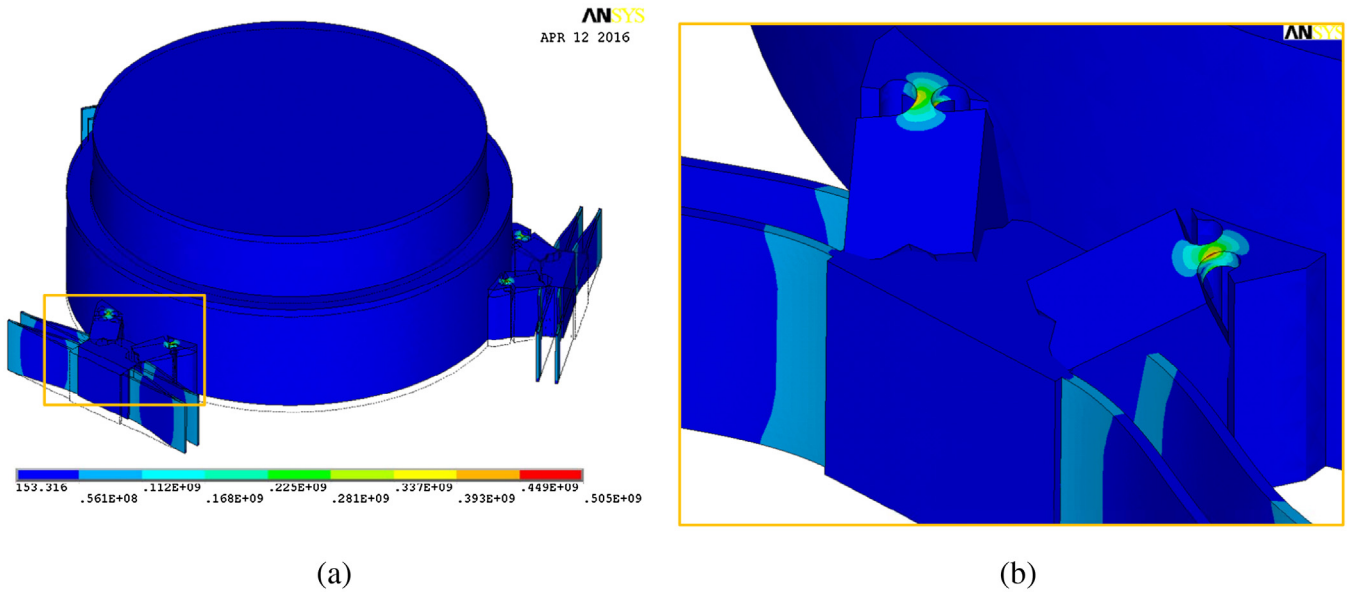 ANSYS
APR 12 2016
ANSYS
153.316 .112E+09 .225E+09 .337E+09 .449E+09
.561E+08 .168E+09 .281E+09 .393E+09 .505E+09
(a) (b)